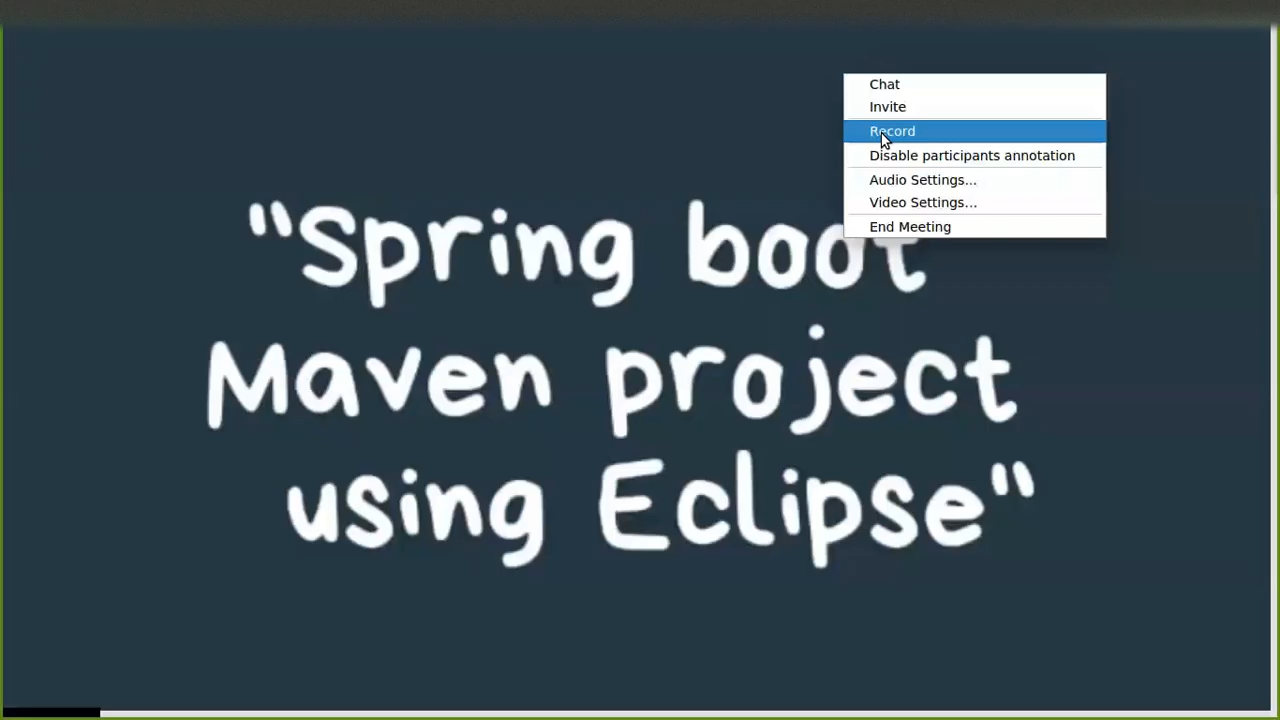 Chat
Invite
Record
Disable participants annotation
Audio Settings...
Video Settings...
End Meeting
"Spring boot
Maven project
using Eclipse"